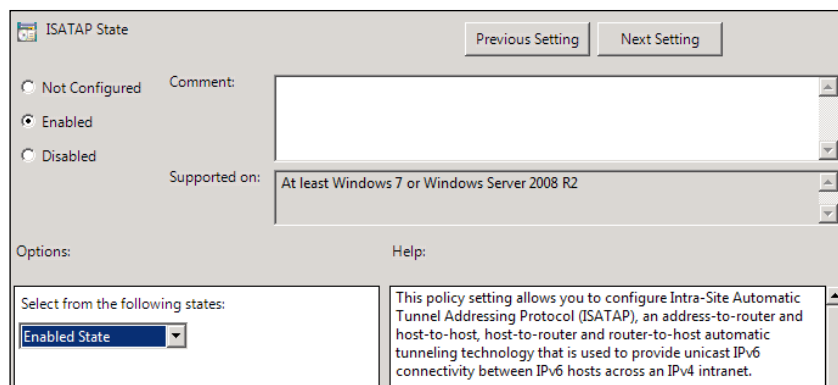 ISATAP State
Previous Setting
Next Setting
Not Configured
Comment:
Enabled
Disabled
Supported on:
At least Windows 7 or Windows Server 2008 R2
Options:
Help:
Select from the following states:
Enabled State
This policy setting allows you to configure Intra-Site Automatic
Tunnel Addressing Protocol (ISATAP), an address-to-router and
host-to-host, host-to-router and router-to-host automatic
tunneling technology that is used to provide unicast IPv6
connectivity between IPv6 hosts across an IPv4 intranet.